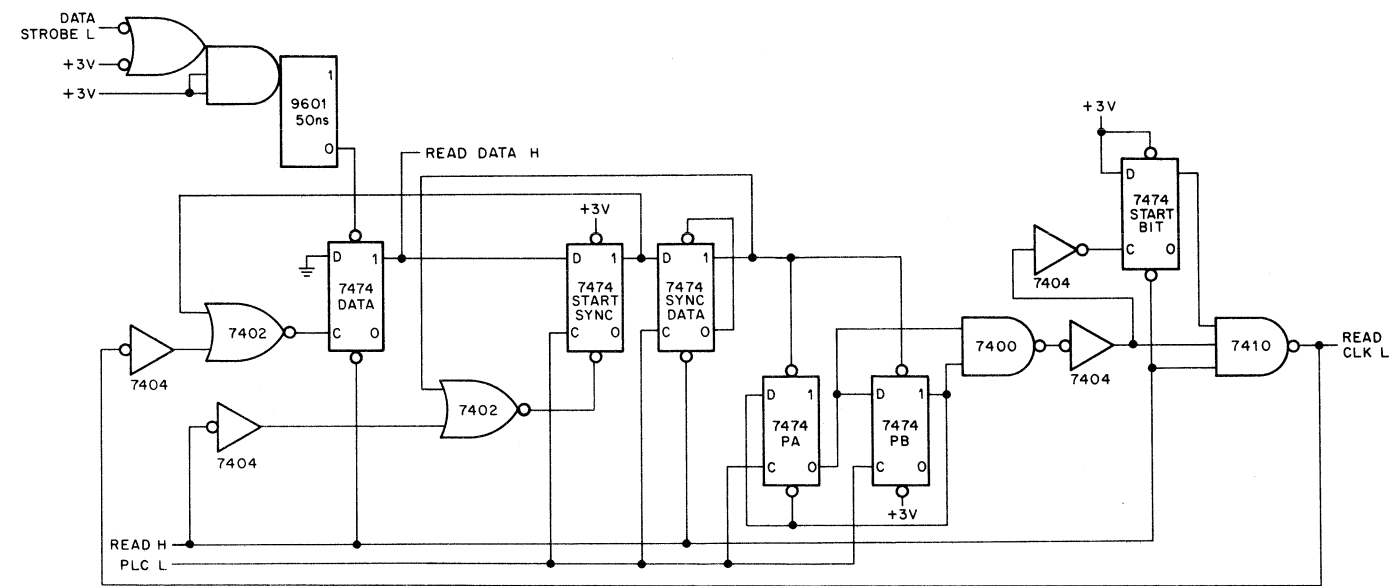 DATA
STROBE L
+3V
+3V
1
9601
50ns
0
READ DATA H
+3V
D
7474
START
BIT
1
C
0
7404
D
1
7474
DATA
C
0
+3V
D
1
7474
START
SYNC
C
0
D
1
7474
SYNC
DATA
C
0
7402
7404
7402
7404
D
1
7474
PA
C
0
D
1
7474
PB
C
0
+3V
7400
7404
7410
READ
CLK L
READ H
PLC L